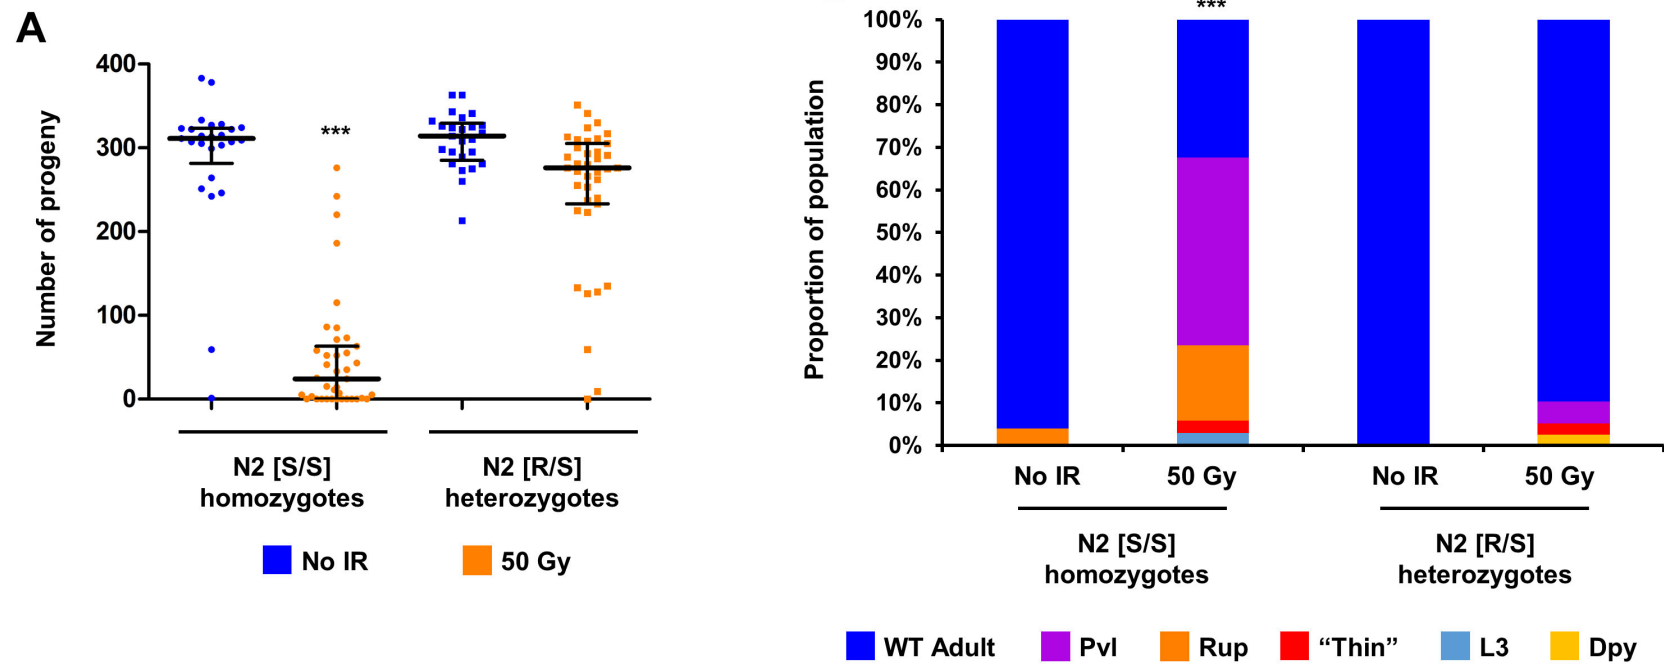 A
Number of progeny
400
300
200
100
0
***
N2 [S/S]
homozygotes
N2 [R/S]
heterozygotes
No IR
50 Gy
Proportion of population
100%
90%
80%
70%
60%
50%
40%
30%
20%
10%
0%
***
No IR
50 Gy
No IR
50 Gy
N2 [S/S]
homozygotes
N2 [R/S]
heterozygotes
WT Adult
Pvl
Rup
“Thin”
L3
Dpy